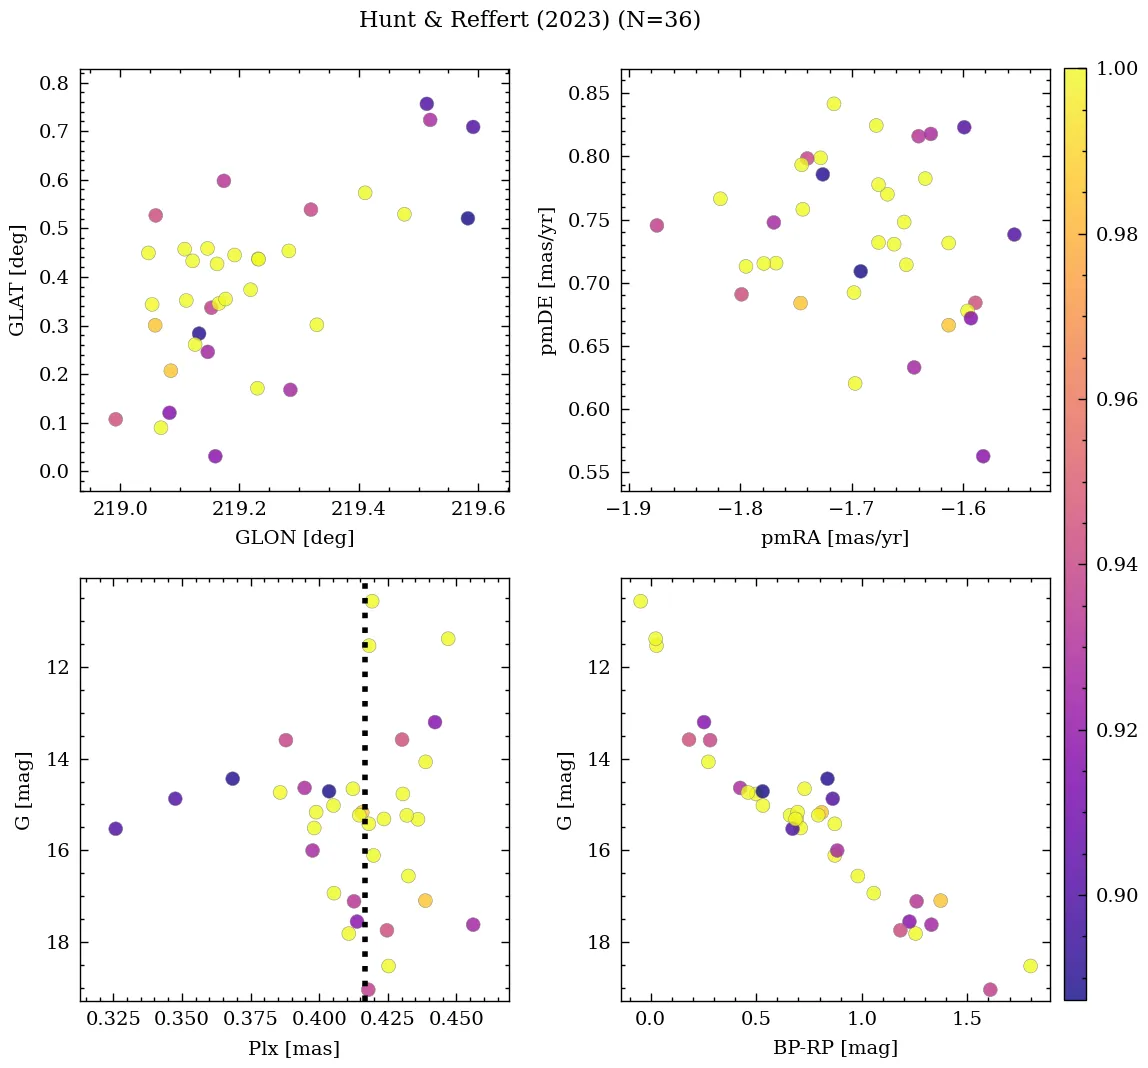 Hunt & Reffert (2023) (N=36)
0.8
0.7
0.6
0.5
0.4
0.3
0.2
0.1
0.0
GLAT [deg]
219.0 219.2 219.4 219.6
GLON [deg]
0.85
0.80
0.75
0.70
0.65
0.60
0.55
pmDE [mas/yr]
−1.9 −1.8 −1.7 −1.6
pmRA [mas/yr]
12
14
16
18
G [mag]
0.325 0.350 0.375 0.400 0.425 0.450
Plx [mas]
12
14
16
18
G [mag]
0.0 0.5 1.0 1.5
BP-RP [mag]
1.00
0.98
0.96
0.94
0.92
0.90